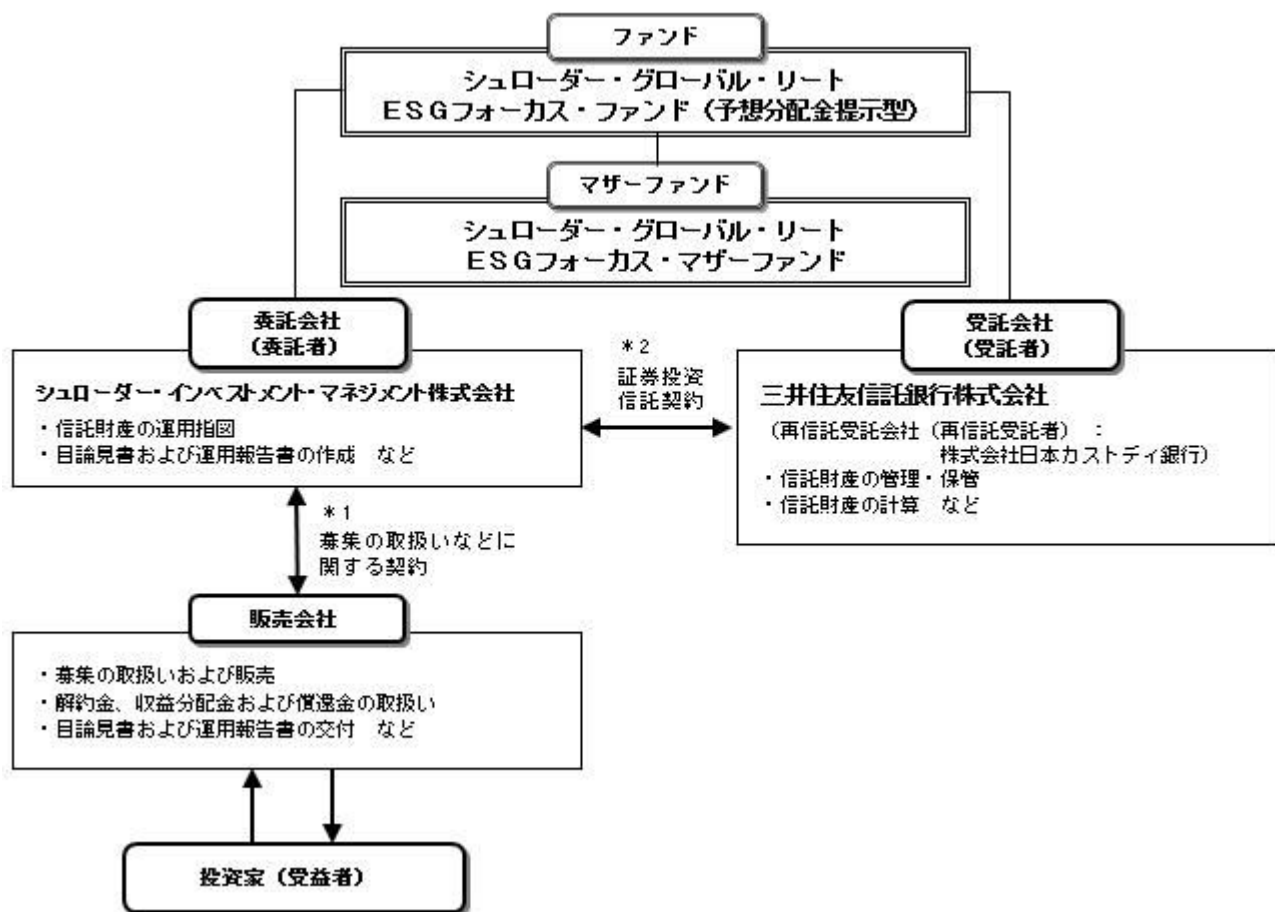 ファンド
シュローダー・グローバル・リート
ESGフォーカス・ファンド（予想分配金提示型）
マザーファンド
シュローダー・グローバル・リート
ESGフォーカス・マザーファンド
委託会社
（委託者）
シュローダー・インベストメント・マネジメント株式会社
・信託財産の運用指図
・目論見書および運用報告書の作成　など
＊2
証券投資
信託契約
受託会社
（受託者）
三井住友信託銀行株式会社
（再信託受託会社（再信託受託者）：
株式会社日本カストディ銀行）
・信託財産の管理・保管
・信託財産の計算　など
＊1
募集の取扱いなどに
関する契約
販売会社
・募集の取扱いおよび販売
・解約金、収益分配金および償還金の取扱い
・目論見書および運用報告書の交付　など
投資家（受益者）